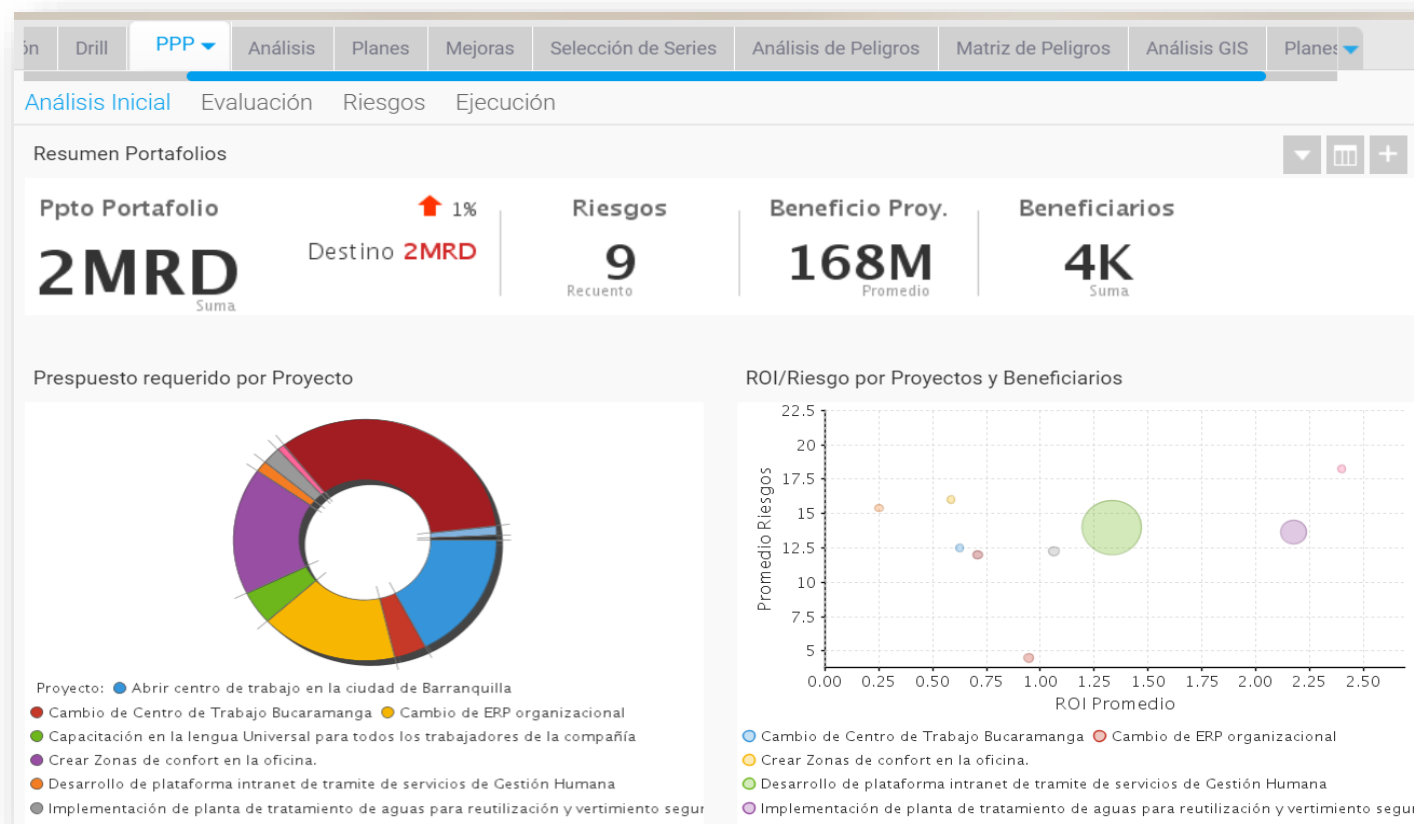 ón Drill PPP Análisis Planes Mejoras Selección de Series Análisis de Peligros Matriz de Peligros Análisis GIS Planes
Análisis Inicial Evaluación Riesgos Ejecución
Resumen Portafolios
Ppto Portafolio 1% Riesgos Beneficio Proy. Beneficiarios
2MRD Destino 2MRD 9 168M 4K
Suma Recuento Promedio Suma
Prespuesto requerido por Proyecto
Proyecto: Abrir centro de trabajo en la ciudad de Barranquilla
Cambio de Centro de Trabajo Bucaramanga Cambio de ERP organizacional
Capacitación en la lengua Universal para todos los trabajadores de la compañía
Crear Zonas de confort en la oficina.
Desarrollo de plataforma intranet de tramite de servicios de Gestión Humana
Implementación de planta de tratamiento de aguas para reutilización y vertimiento segur
ROI/Riesgo por Proyectos y Beneficiarios
Promedio Riesgos
22.5
20
17.5
15
12.5
10
7.5
5
0.00 0.25 0.50 0.75 1.00 1.25 1.50 1.75 2.00 2.25 2.50
ROI Promedio
Cambio de Centro de Trabajo Bucaramanga Cambio de ERP organizacional
Crear Zonas de confort en la oficina.
Desarrollo de plataforma intranet de tramite de servicios de Gestión Humana
Implementación de planta de tratamiento de aguas para reutilización y vertimiento segur